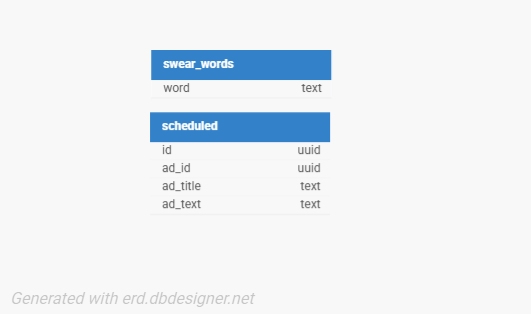 swear_words
word text
scheduled
id uuid
ad_id uuid
ad_title text
ad_text text
Generated with erd.dbdesigner.net